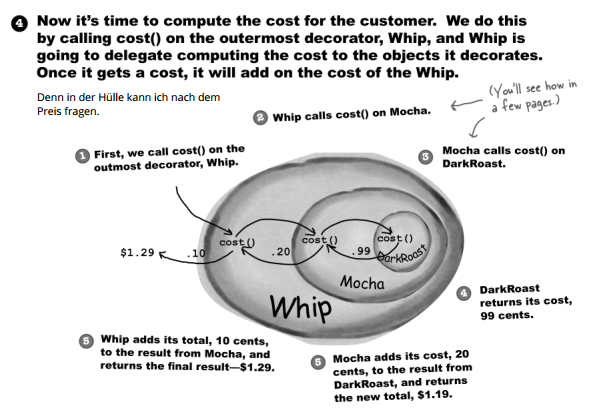 4 Now it's time to compute the cost for the customer. We do this
by calling cost() on the outermost decorator, Whip, and Whip is
going to delegate computing the cost to the objects it decorates.
Once it gets a cost, it will add on the cost of the Whip.
Denn in der Hülle kann ich nach dem
Preis fragen.
(You'll see how in
a few pages.)
2 Whip calls cost() on Mocha.
1 First, we call cost() on the
outmost decorator, Whip.
3 Mocha calls cost() on
DarkRoast.
cost() cost() cost()
$1.29 .10 .20 .99 DarkRoast
Mocha
Whip
4 DarkRoast
returns its cost,
99 cents.
5 Whip adds its total, 10 cents,
to the result from Mocha, and
returns the final result—$1.29.
5 Mocha adds its cost, 20
cents, to the result from
DarkRoast, and returns
the new total, $1.19.